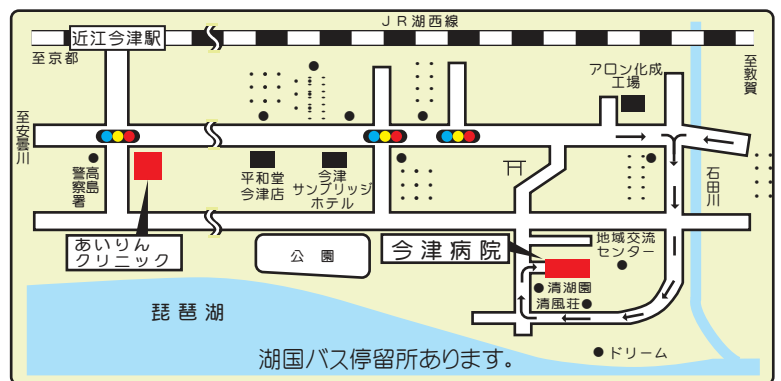 JR湖西線
近江今津駅
至京都
至敦賀
アロン化成
工場
至安曇川
高島
警察署
平和堂
今津店
今津
サンブリッジ
ホテル
石田川
あいりん
クリニック
公園
今津病院
地域交流
センター
清湖園
清風荘
琵琶湖
湖国バス停留所あります。
ドリーム